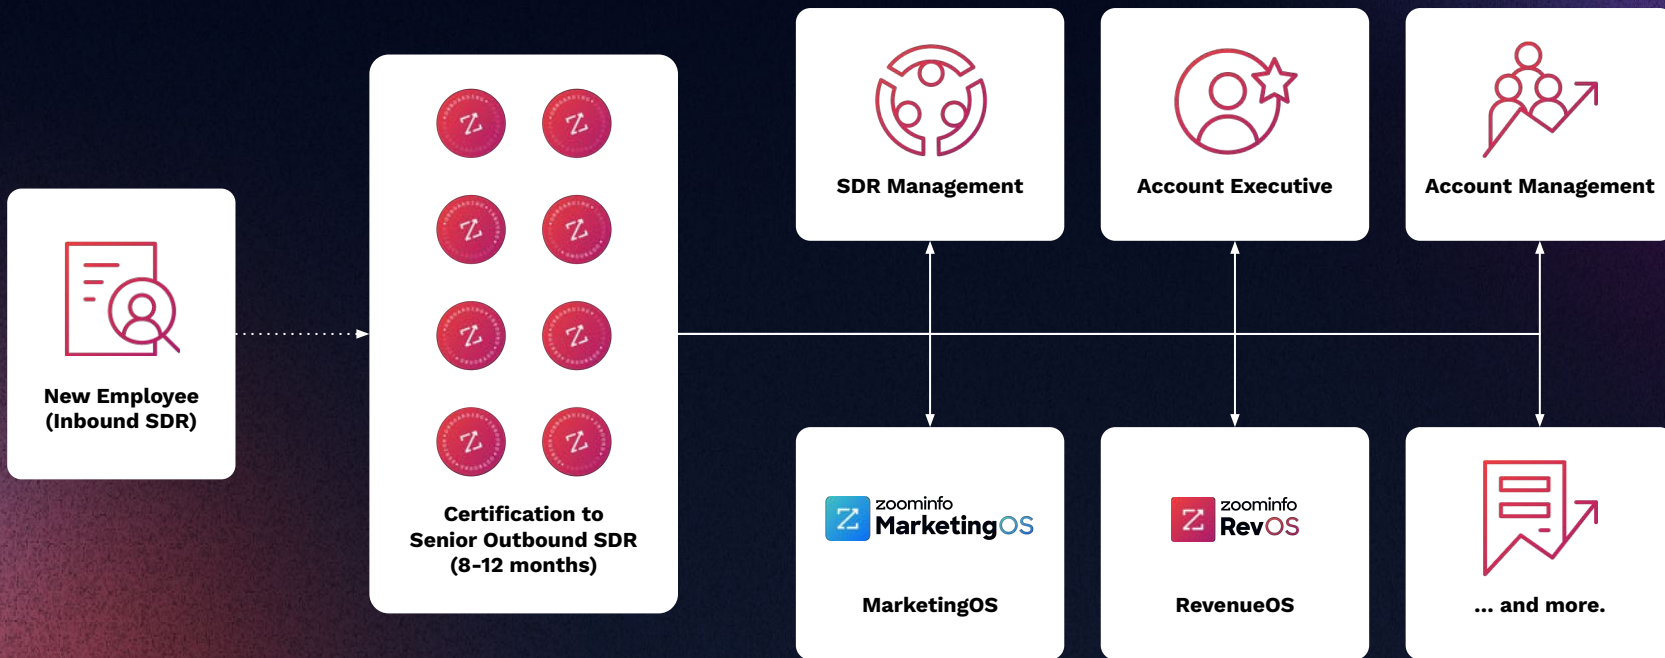 New Employee
(Inbound SDR)
Certification to
Senior Outbound SDR
(8-12 months)
SDR Management
Account Executive
Account Management
zoominfo
MarketingOS
MarketingOS
zoominfo
RevOS
RevenueOS
... and more.